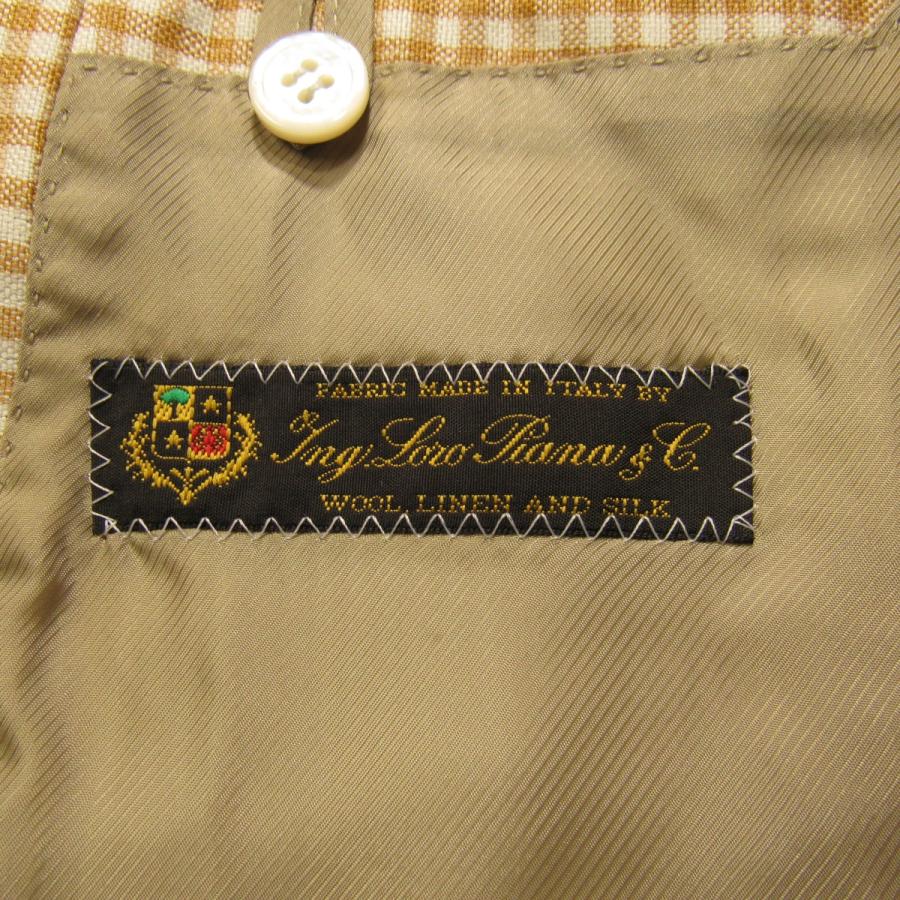 FABRIC MADE IN ITALY BY
Ing. Loro Piana & C.
WOOL, LINEN AND SILK